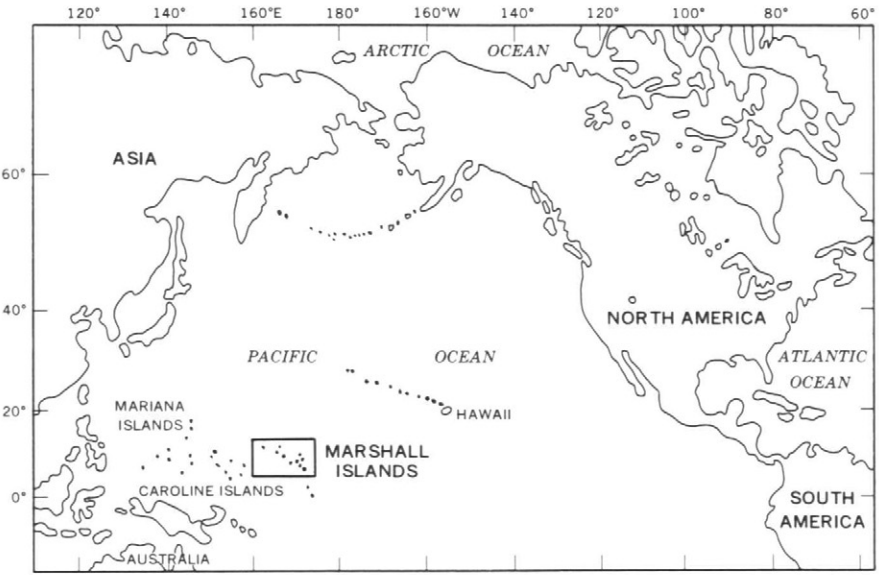 120° 140° 160°E 180° 160°W 140° 120° 100° 80° 60°
ARCTIC OCEAN
ASIA
60°
40°
NORTH AMERICA
PACIFIC OCEAN
ATLANTIC
OCEAN
MARIANA
ISLANDS
20°
HAWAII
MARSHALL
ISLANDS
CAROLINE ISLANDS
0°
SOUTH
AMERICA
AUSTRALIA